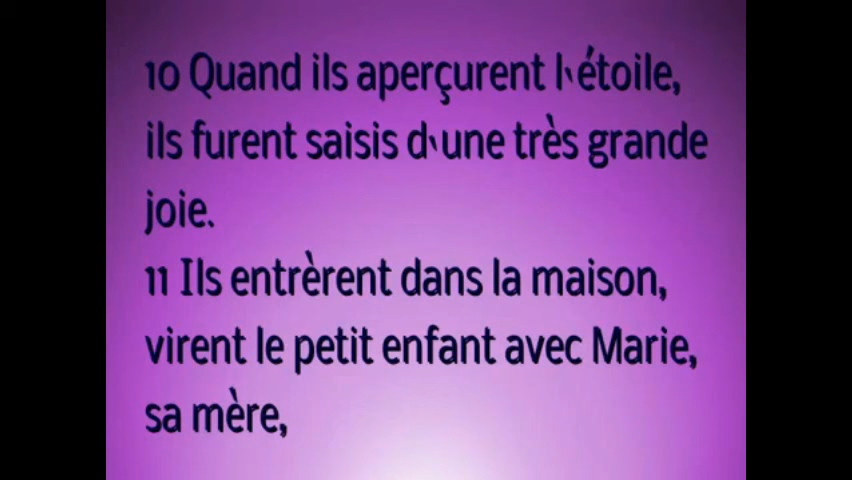 10 Quand ils aperçurent l'étoile,
ils furent saisis d'une très grande
joie.
11 Ils entrèrent dans la maison,
virent le petit enfant avec Marie,
sa mère,